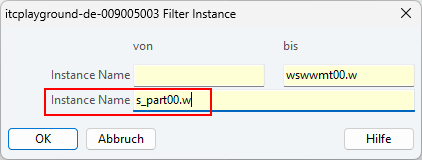 itcplayground-de-009005003 Filter Instance
von bis
Instance Name wswwmt00.w
Instance Name s_part00.w
OK Abbruch Hilfe